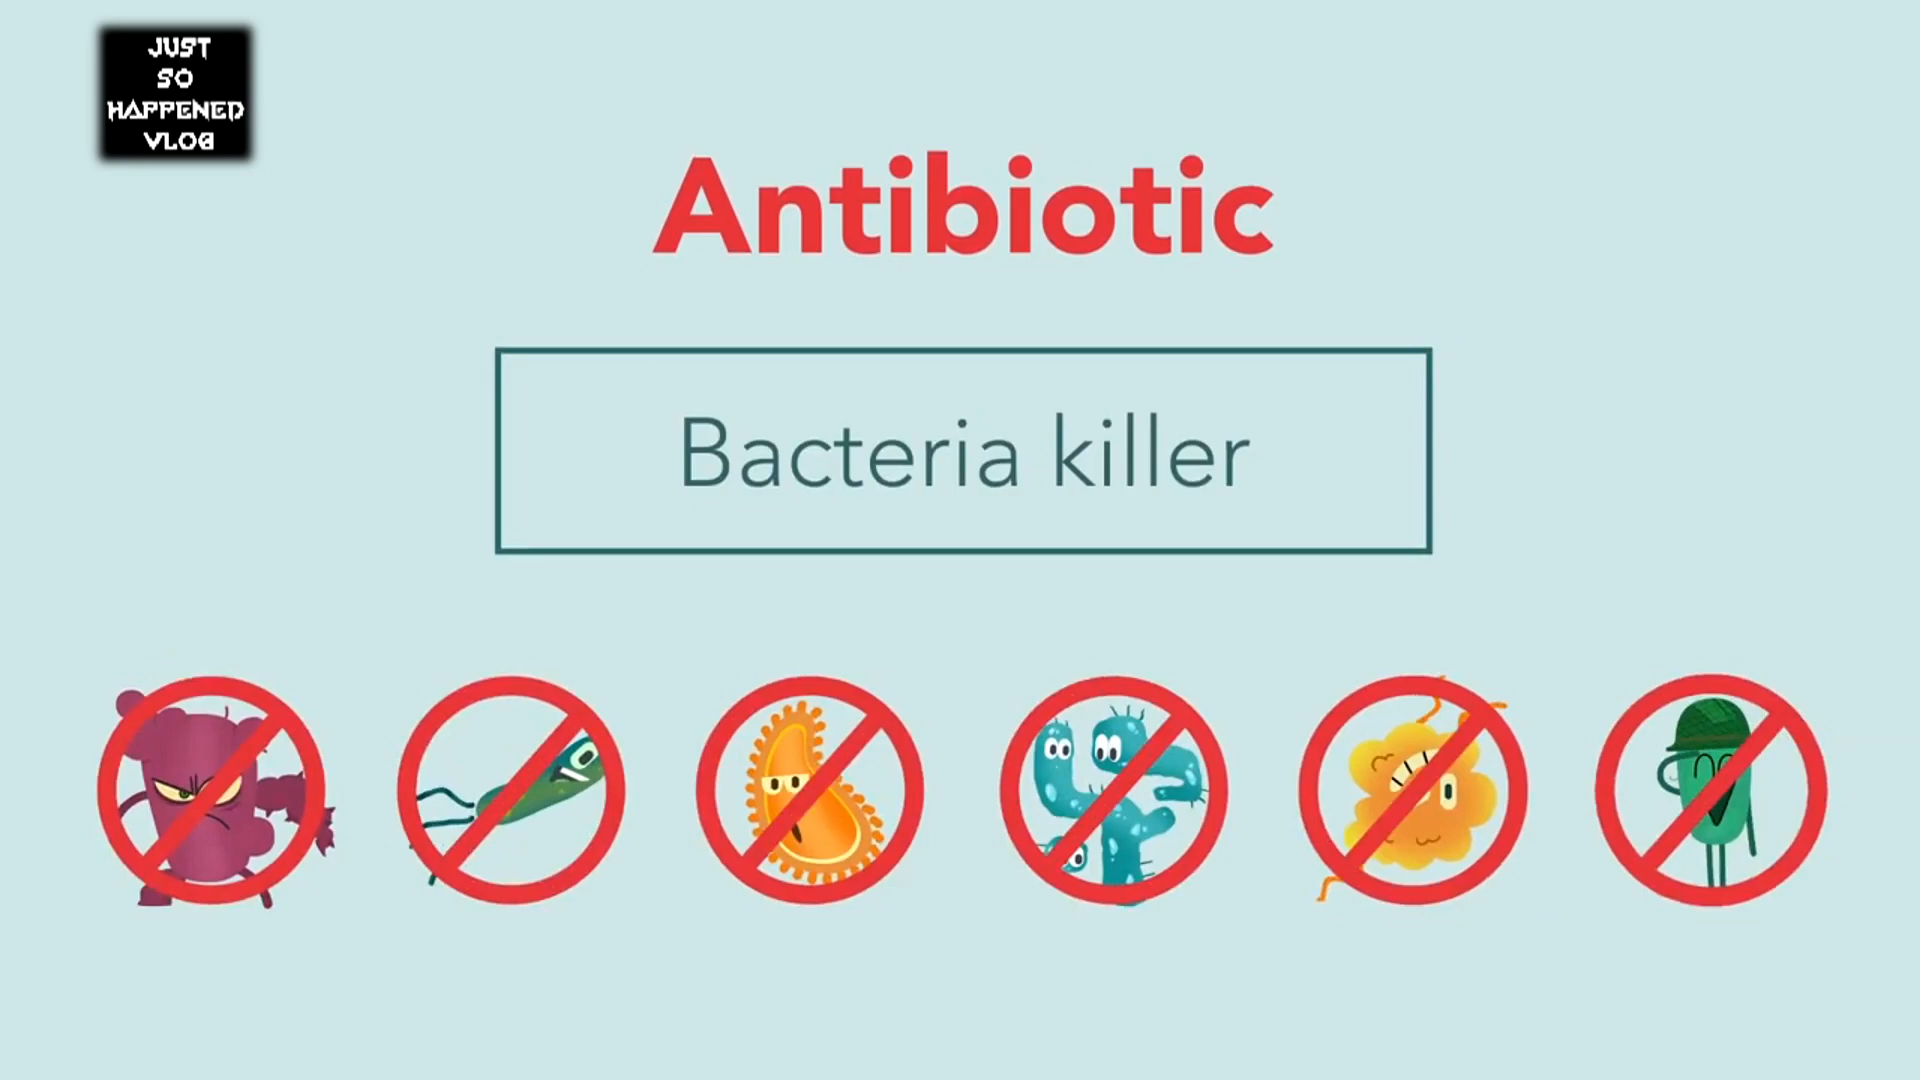 JUST
SO
HAPPENED
VLOG
Antibiotic
Bacteria killer